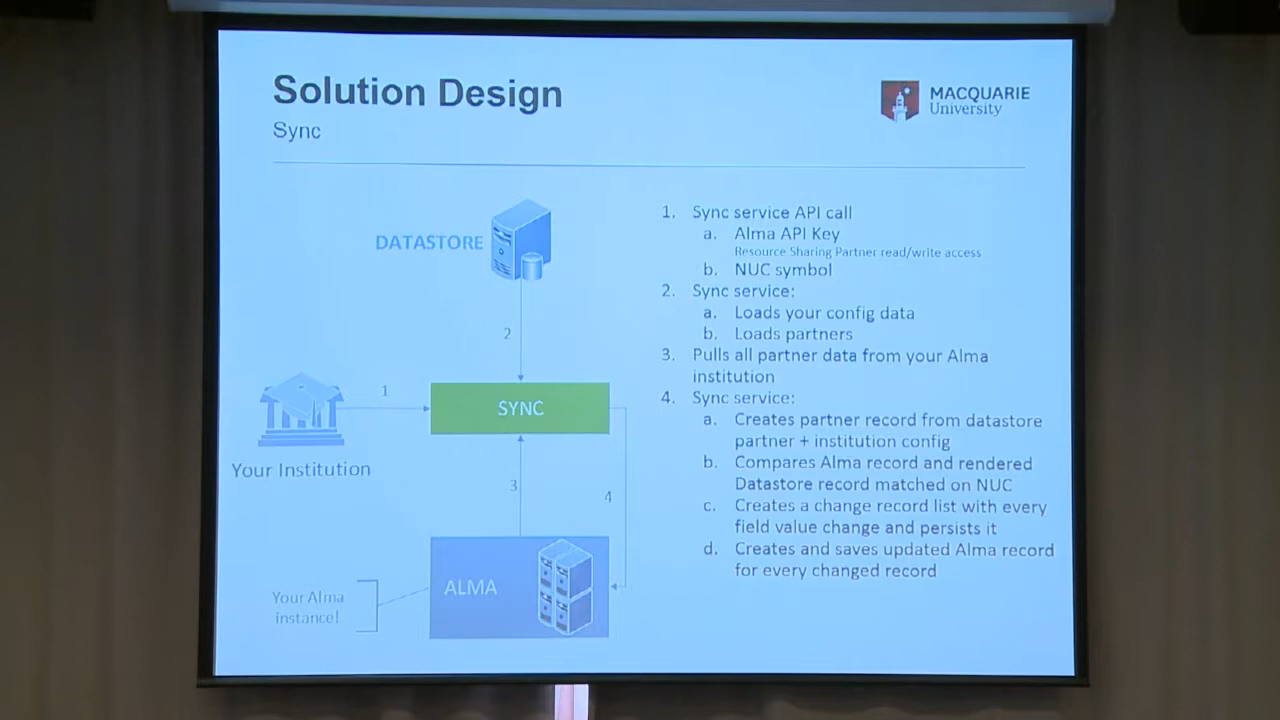 Solution Design
Sync
MACQUARIE
University
DATASTORE
2
1
SYNC
Your Institution
3
4
ALMA
Your Alma
instance!
1. Sync service API call
a. Alma API Key
Resource Sharing Partner read/write access
b. NUC symbol
2. Sync service:
a. Loads your config data
b. Loads partners
3. Pulls all partner data from your Alma
institution
4. Sync service:
a. Creates partner record from datastore
partner + institution config
b. Compares Alma record and rendered
Datastore record matched on NUC
c. Creates a change record list with every
field value change and persists it
d. Creates and saves updated Alma record
for every changed record